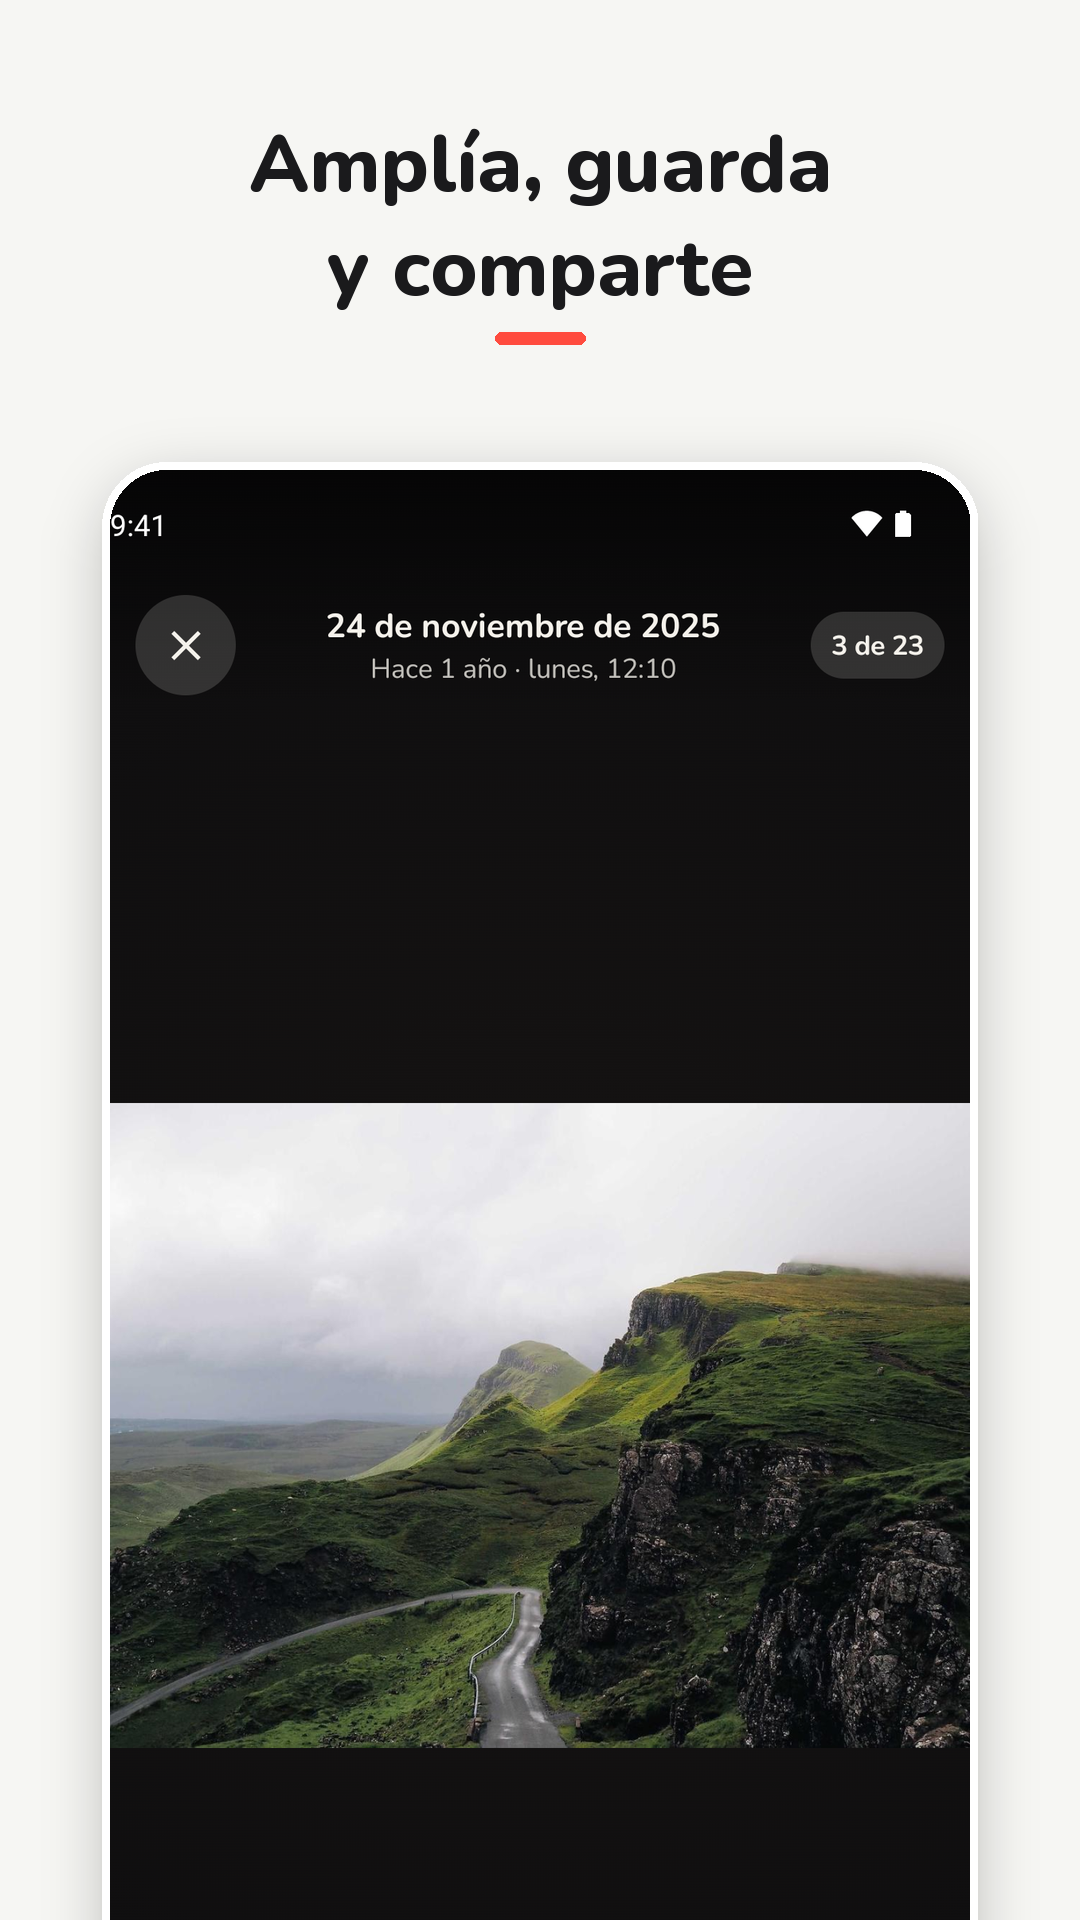 Amplía, guarda
y comparte
9:41
24 de noviembre de 2025
Hace 1 año · lunes, 12:10
3 de 23